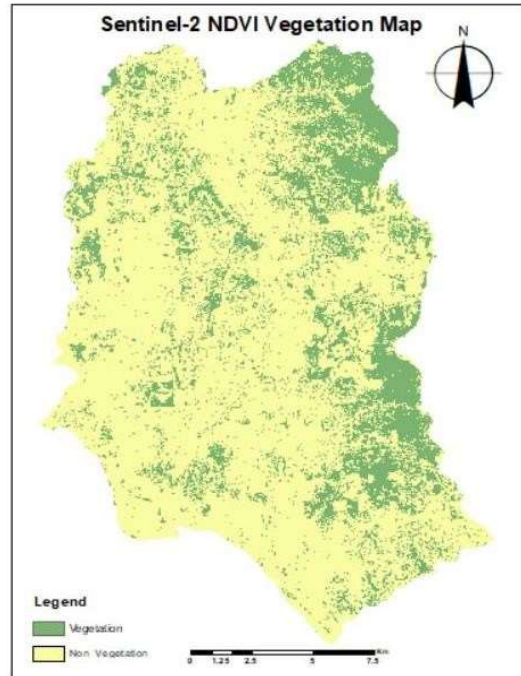 Sentinel-2 NDVI Vegetation Map
N
Legend
Vegetation
Non Vegetation
Km
0 1.25 2.5 5 7.5